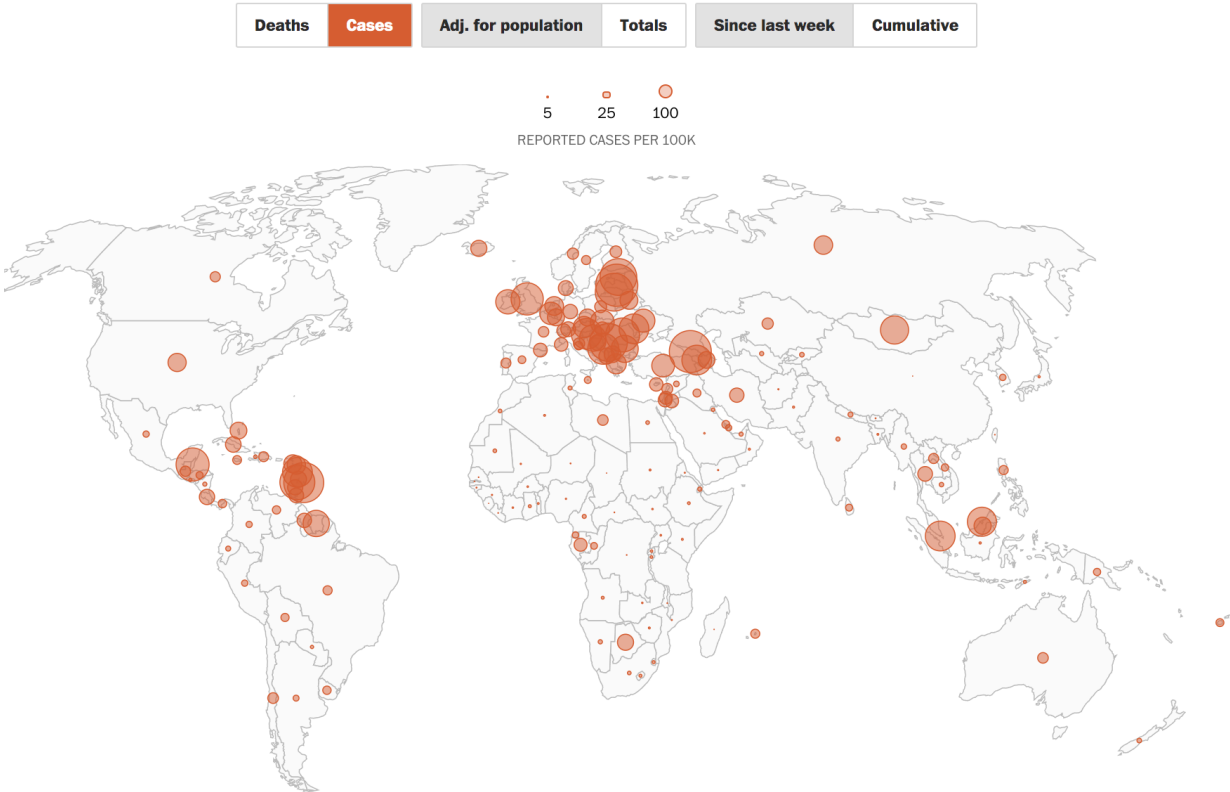 Deaths Cases Adj. for population Totals Since last week Cumulative
5 25 100
REPORTED CASES PER 100K